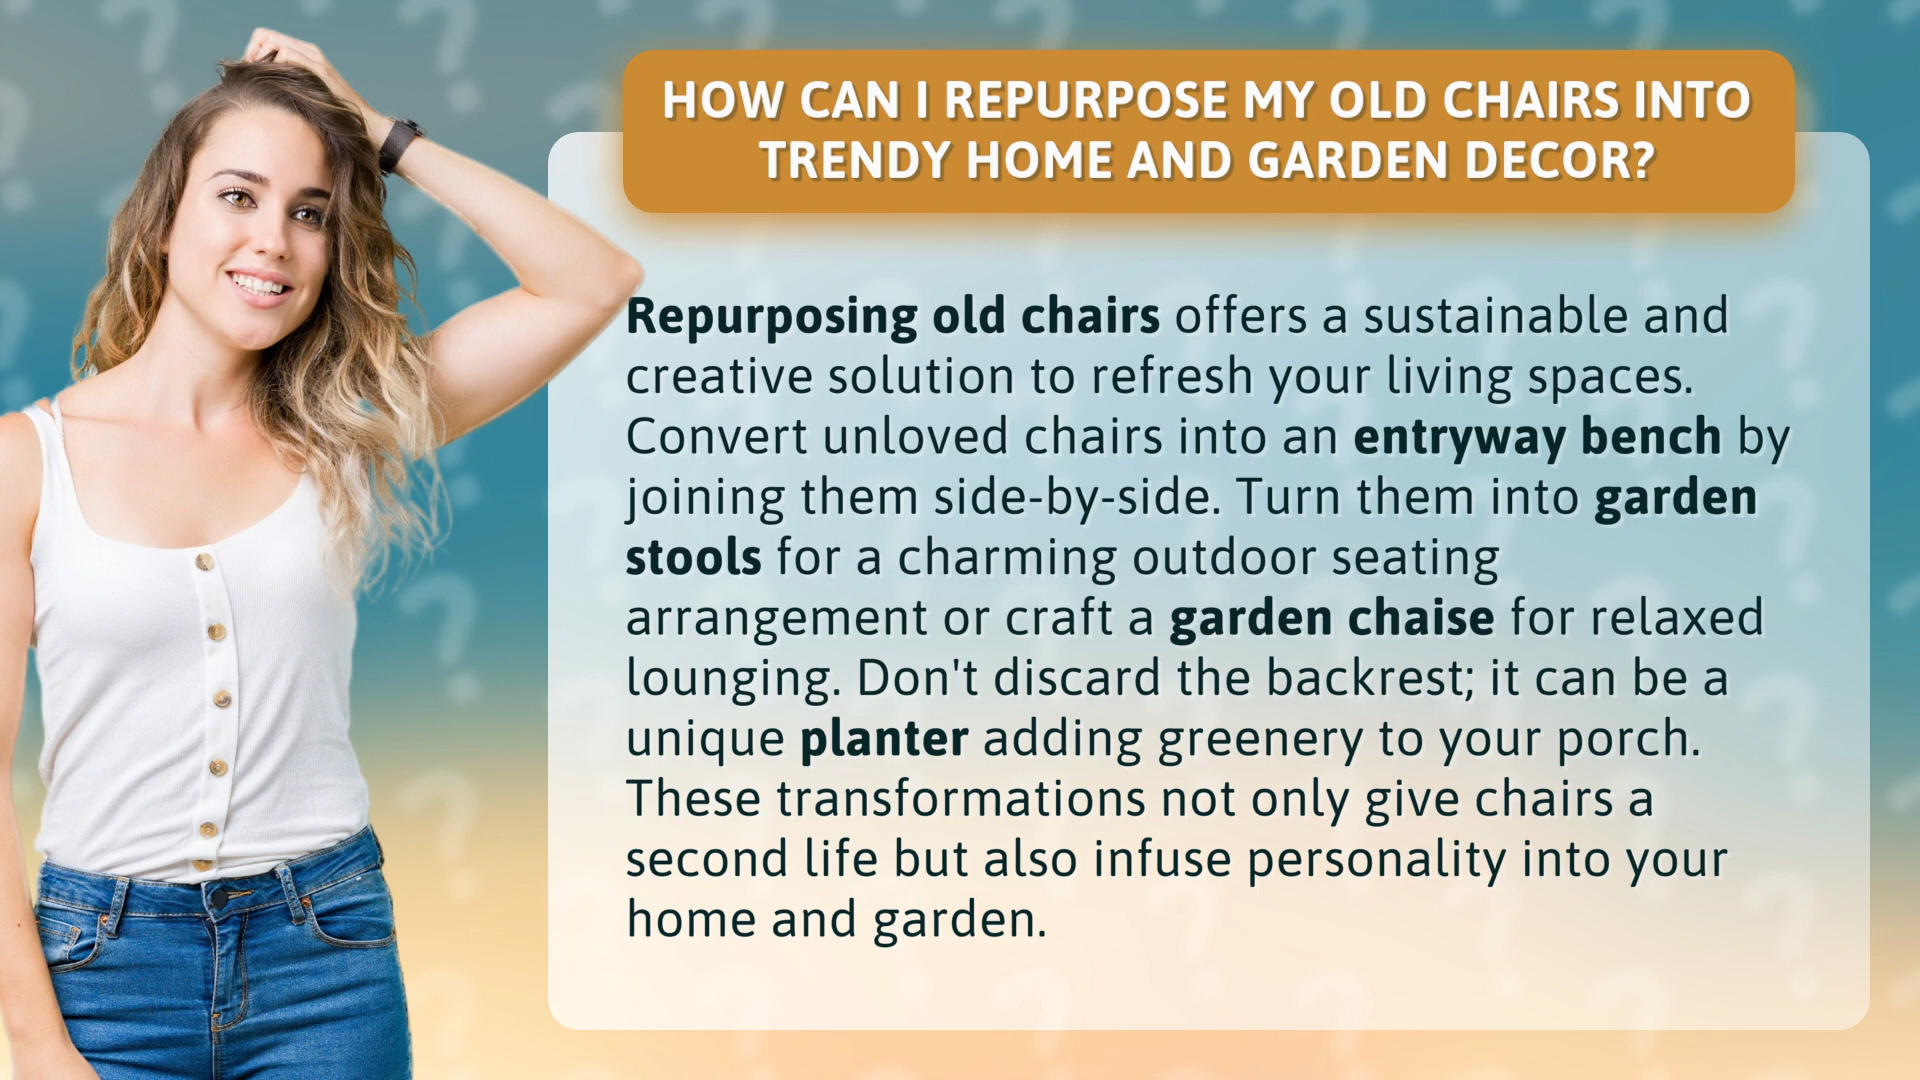 HOW CAN I REPURPOSE MY OLD CHAIRS INTO
TRENDY HOME AND GARDEN DECOR?
Repurposing old chairs offers a sustainable and
creative solution to refresh your living spaces.
Convert unloved chairs into an entryway bench by
joining them side-by-side. Turn them into garden
stools for a charming outdoor seating
arrangement or craft a garden chaise for relaxed
lounging. Don't discard the backrest; it can be a
unique planter adding greenery to your porch.
These transformations not only give chairs a
second life but also infuse personality into your
home and garden.